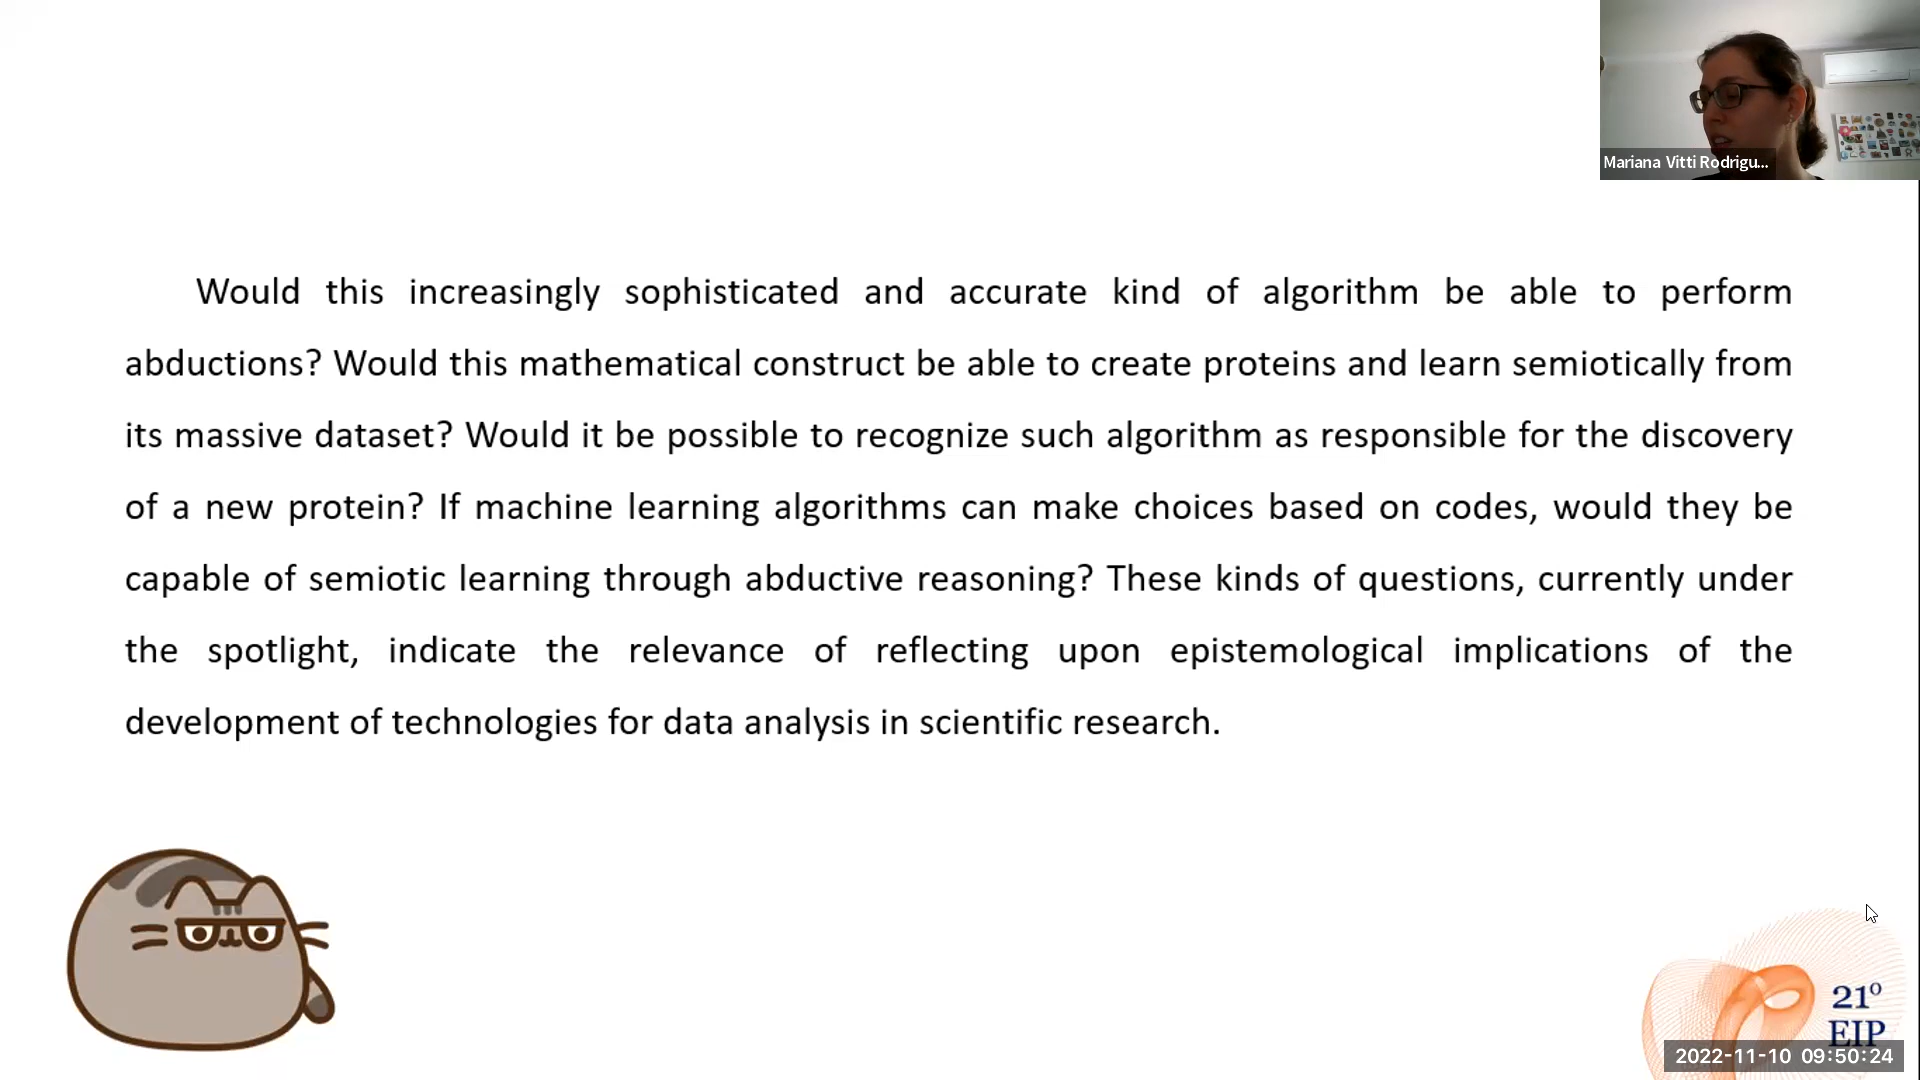 Mariana Vitti Rodrigu...
Would this increasingly sophisticated and accurate kind of algorithm be able to perform
abductions? Would this mathematical construct be able to create proteins and learn semiotically from
its massive dataset? Would it be possible to recognize such algorithm as responsible for the discovery
of a new protein? If machine learning algorithms can make choices based on codes, would they be
capable of semiotic learning through abductive reasoning? These kinds of questions, currently under
the spotlight, indicate the relevance of reflecting upon epistemological implications of the
development of technologies for data analysis in scientific research.
21º
EIP
2022-11-10 09:50:24